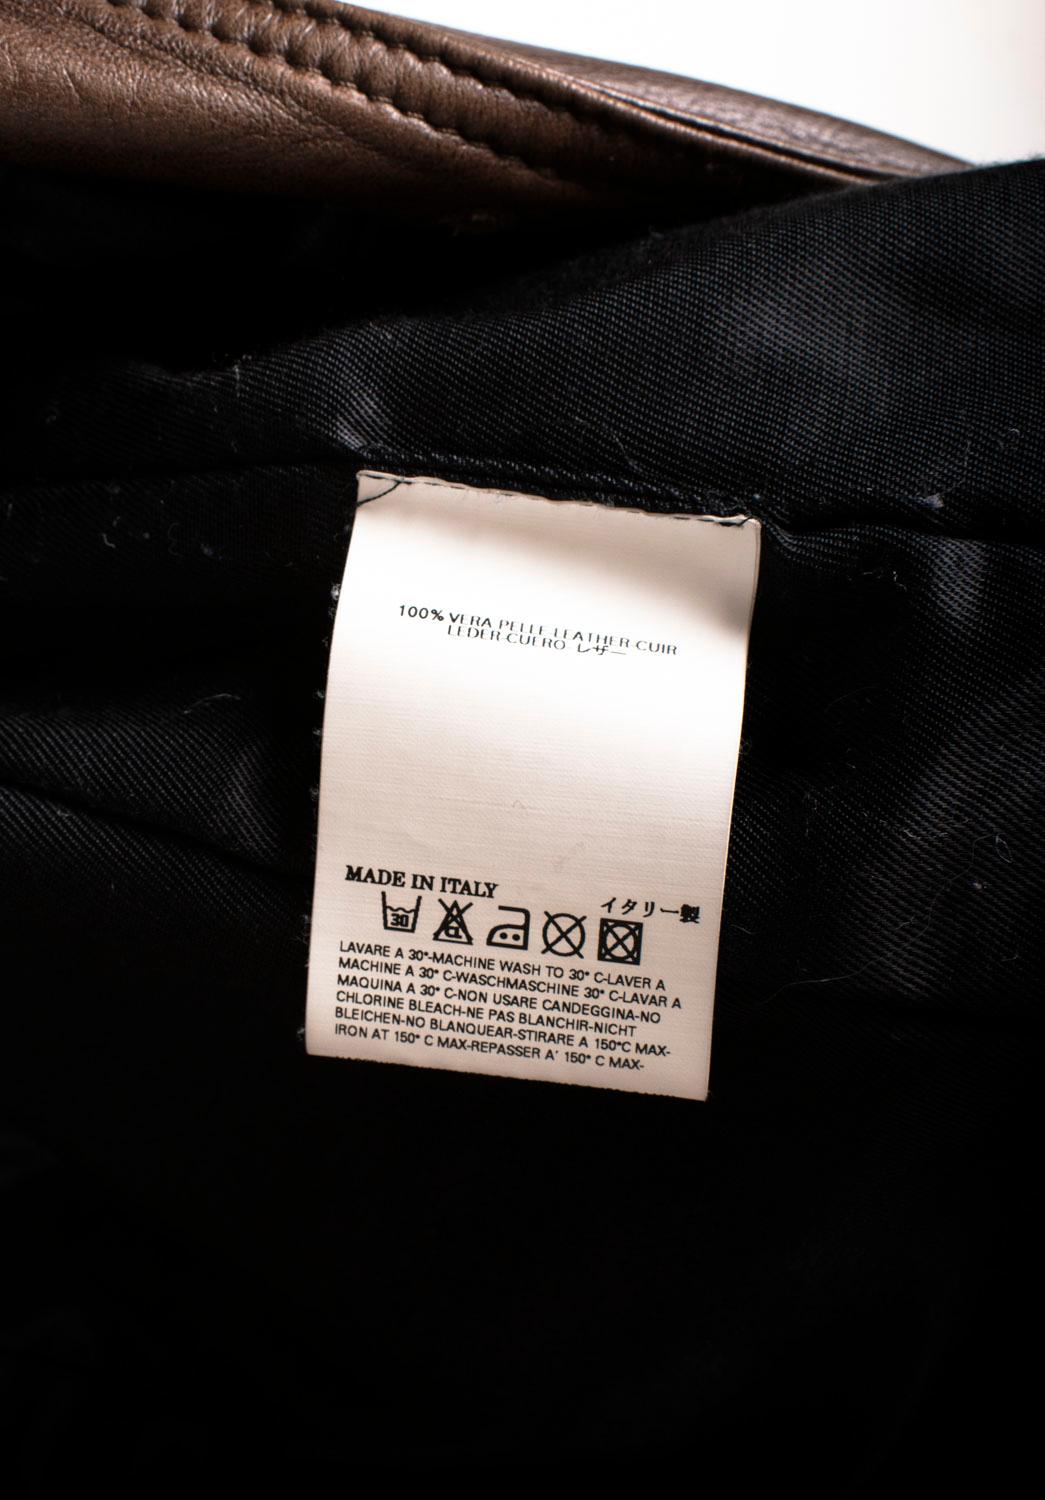 100% VERA PELLE-LEATHER-CUIR
LEDER-CUERO-レザー
MADE IN ITALY
イタリー製
30 CL
LAVARE A 30°-MACHINE WASH TO 30° C-LAVER A
MACHINE A 30° C-WASCHMASCHINE 30° C-LAVAR A
MAQUINA A 30° C-NON USARE CANDEGGINA-NO
CHLORINE BLEACH-NE PAS BLANCHIR-NICHT
BLEICHEN-NO BLANQUEAR-STIRARE A 150°C MAX-
IRON AT 150° C MAX-REPASSER A' 150° C MAX-